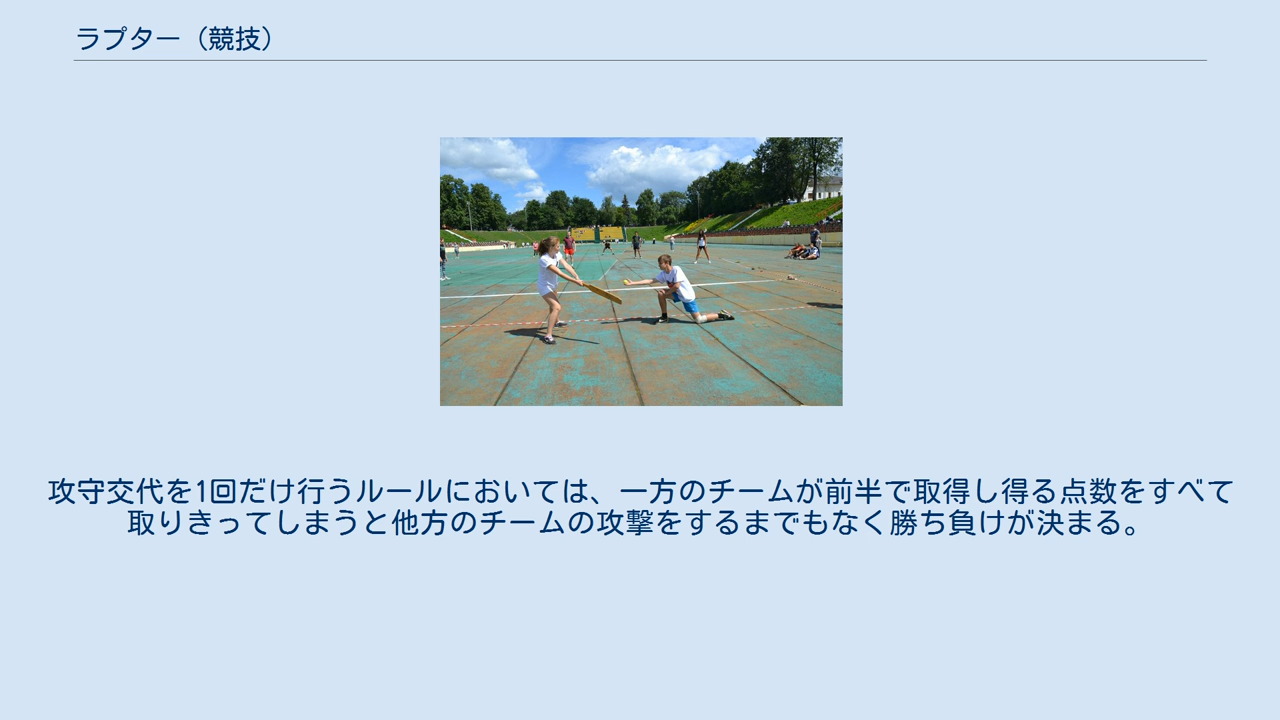 ラプター（競技）
攻守交代を1回だけ行うルールにおいては、一方のチームが前半で取得し得る点数をすべて
取りきってしまうと他方のチームの攻撃をするまでもなく勝ち負けが決まる。